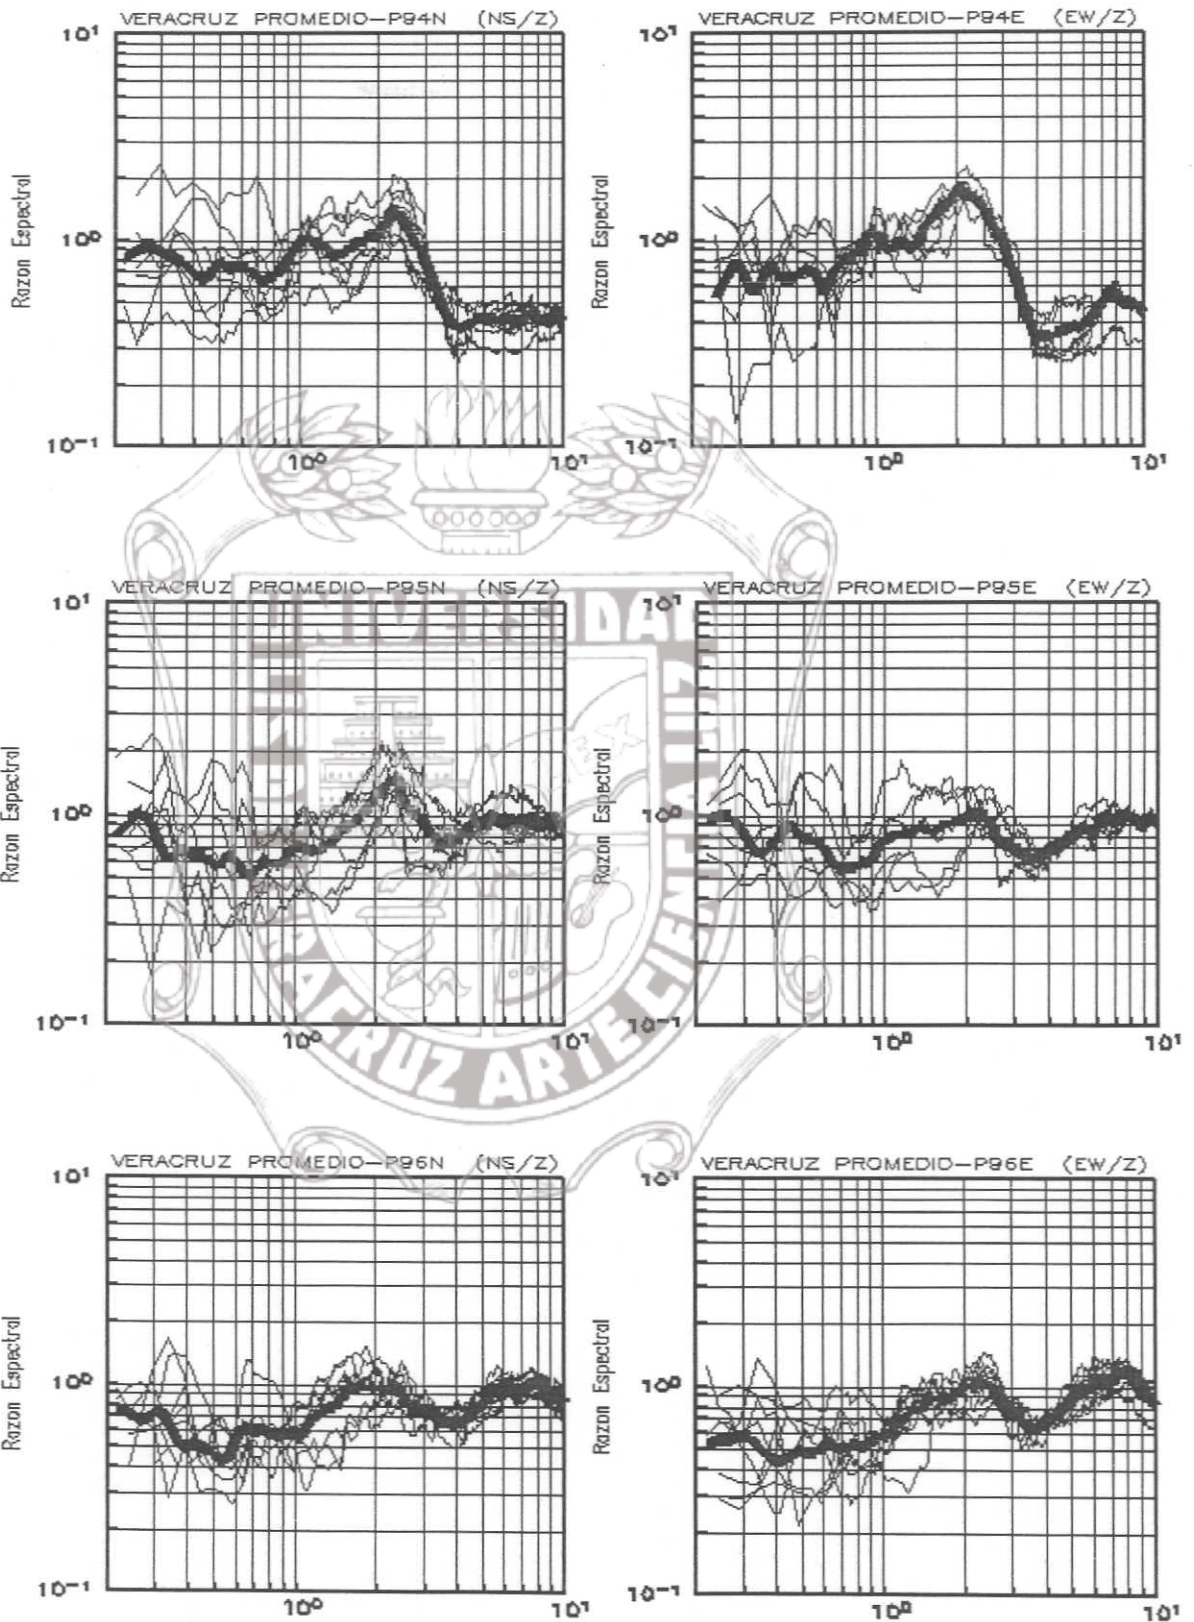 VERACRUZ PROMEDIO-P94N (NS/Z)
10¹
Razon Espectral
10⁰
10⁻¹
10⁰ 10¹
VERACRUZ PROMEDIO-P94E (EW/Z)
10¹
Razon Espectral
10⁰
10⁻¹
10⁰ 10¹
VERACRUZ PROMEDIO-P95N (NS/Z)
10¹
Razon Espectral
10⁰
10⁻¹
10⁰ 10¹
VERACRUZ PROMEDIO-P95E (EW/Z)
10¹
Razon Espectral
10⁰
10⁻¹
10⁰ 10¹
UNIVERSIDAD
VERACRUZ ARTE CIENCIA LUZ
MEX
VERACRUZ PROMEDIO-P96N (NS/Z)
10¹
Razon Espectral
10⁰
10⁻¹
10⁰ 10¹
VERACRUZ PROMEDIO-P96E (EW/Z)
10¹
Razon Espectral
10⁰
10⁻¹
10⁰ 10¹